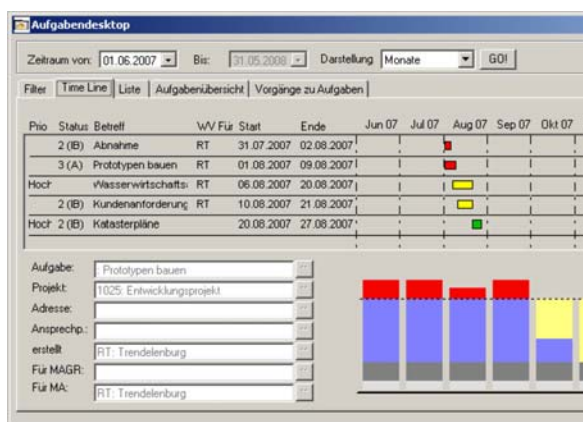 Aufgabendesktop
Zeitraum von: 01.06.2007 Bis: 31.05.2008 Darstellung Monate GO!
Filter Time Line Liste Aufgabenübersicht Vorgänge zu Aufgaben
Prio Status Betreff WV Für Start Ende Jun 07 Jul 07 Aug 07 Sep 07 Okt 07
2 (IB) Abnahme RT 31.07.2007 02.08.2007
3 (A) Prototypen bauen RT 01.08.2007 09.08.2007
Hoch Wasserwirtschafts RT 06.08.2007 20.08.2007
2 (IB) Kundenanforderung RT 10.08.2007 21.08.2007
Hoch 2 (IB) Katasterpläne 20.08.2007 27.08.2007
Aufgabe: : Prototypen bauen
Projekt: 1025: Entwicklungsprojekt
Adresse:
Ansprechp.:
erstellt RT: Trendelenburg
Für MAGR:
Für MA: RT: Trendelenburg